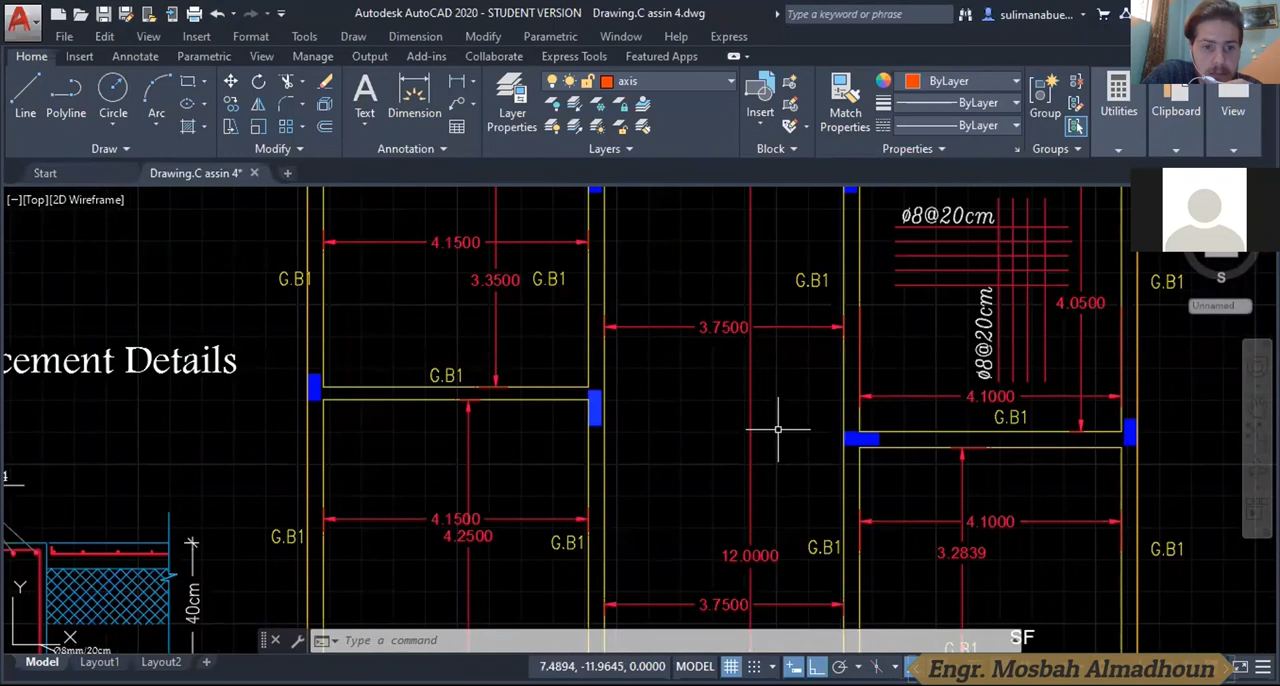 Autodesk AutoCAD 2020 - STUDENT VERSION Drawing.C assin 4.dwg
Type a keyword or phrase
sulimanabue...
File Edit View Insert Format Tools Draw Dimension Modify Parametric Window Help Express
Home Insert Annotate Parametric View Manage Output Add-ins Collaborate Express Tools Featured Apps
axis
ByLayer
ByLayer
ByLayer
Line Polyline Circle Arc
Text Dimension
Layer Properties
Insert
Match Properties
Group
Utilities Clipboard View
Draw Modify Annotation Layers Block Properties Groups
Start Drawing.C assin 4*
[−][Top][2D Wireframe]
ø8@20cm
ø8@20cm
4.1500
3.3500
G.B1
G.B1
G.B1
G.B1
4.0500
S
Unnamed
3.7500
cement Details
G.B1
4.1000
G.B1
4
4.1500
4.2500
4.1000
3.2839
G.B1
G.B1
G.B1
G.B1
12.0000
3.7500
40cm
Y
X
Ø8mm/20cm
G.B1
Type a command
SF
Model Layout1 Layout2
7.4894, -11.9645, 0.0000 MODEL
Engr. Mosbah Almadhoun